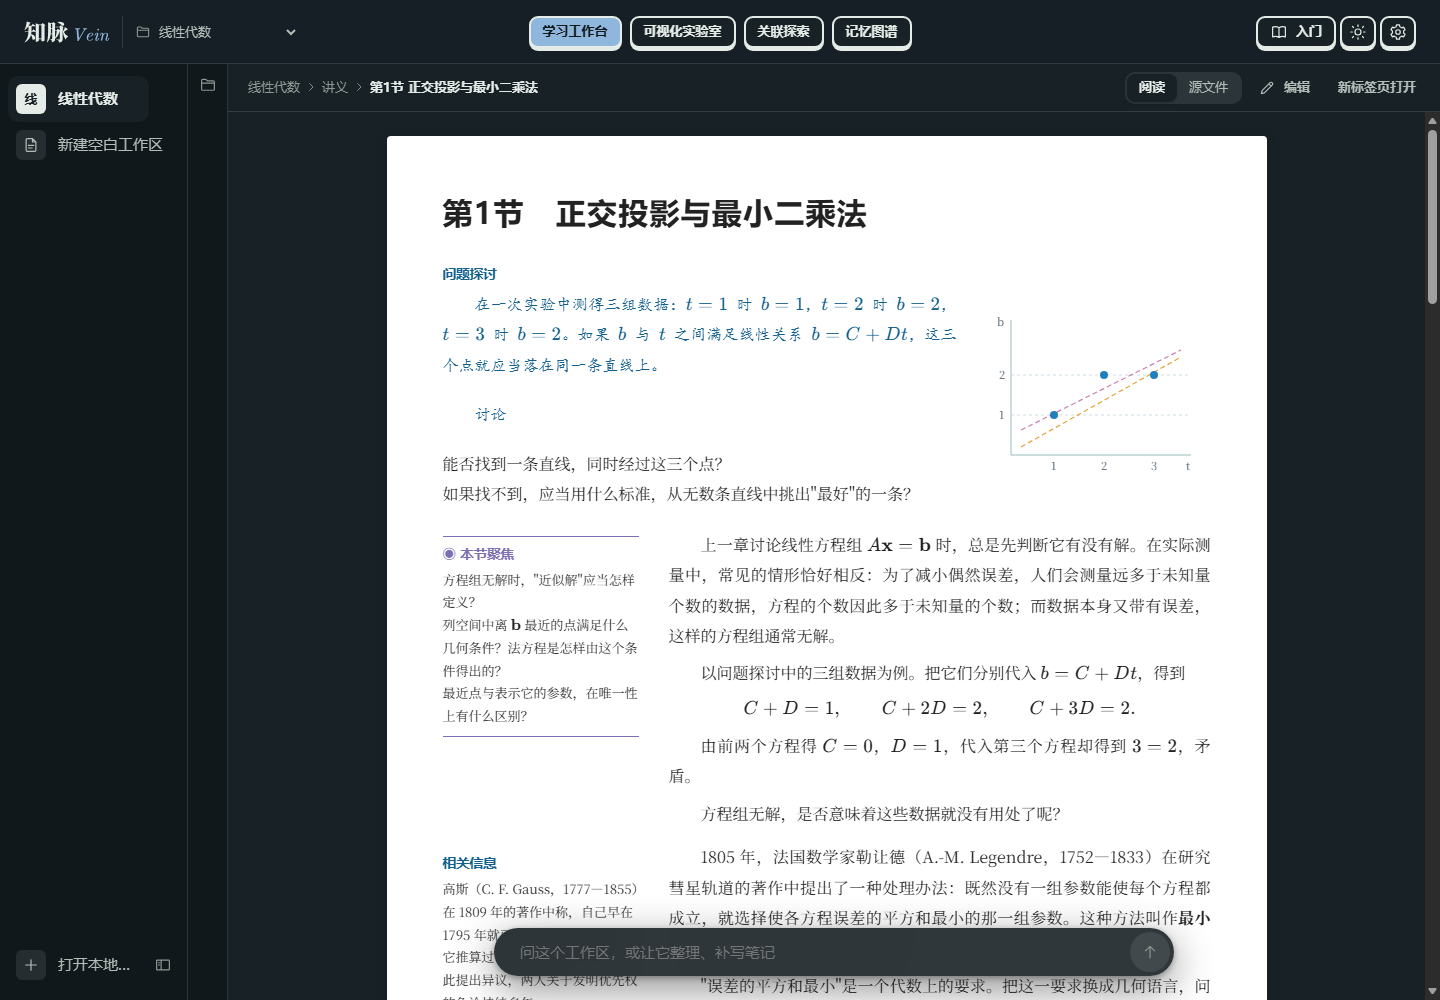 知脉 Vein
线性代数
学习工作台
可视化实验室
关联探索
记忆图谱
入门
线 线性代数
新建空白工作区
线性代数 > 讲义 > 第1节 正交投影与最小二乘法
阅读 源文件
编辑
新标签页打开
第1节 正交投影与最小二乘法
问题探讨
在一次实验中测得三组数据：t = 1 时 b = 1，t = 2 时 b = 2，
t = 3 时 b = 2。如果 b 与 t 之间满足线性关系 b = C + Dt，这三
个点就应当落在同一条直线上。
讨论
能否找到一条直线，同时经过这三个点？
如果找不到，应当用什么标准，从无数条直线中挑出"最好"的一条？
b
2
1
1 2 3 t
◉ 本节聚焦
方程组无解时，"近似解"应当怎样
定义？
列空间中离 b 最近的点满足什么
几何条件？法方程是怎样由这个条
件得出的？
最近点与表示它的参数，在唯一性
上有什么区别？
上一章讨论线性方程组 Ax = b 时，总是先判断它有没有解。在实际测
量中，常见的情形恰好相反：为了减小偶然误差，人们会测量远多于未知量
个数的数据，方程的个数因此多于未知量的个数；而数据本身又带有误差，
这样的方程组通常无解。
以问题探讨中的三组数据为例。把它们分别代入 b = C + Dt，得到
C + D = 1, C + 2D = 2, C + 3D = 2.
由前两个方程得 C = 0，D = 1，代入第三个方程却得到 3 = 2，矛
盾。
方程组无解，是否意味着这些数据就没有用处了呢？
相关信息
高斯（C. F. Gauss，1777—1855）
在 1809 年的著作中称，自己早在
1795 年就
它推算过
此提出异议，两人关于发明优先权
1805 年，法国数学家勒让德（A.-M. Legendre，1752—1833）在研究
彗星轨道的著作中提出了一种处理办法：既然没有一组参数能使每个方程都
成立，就选择使各方程误差的平方和最小的那一组参数。这种方法叫作最小
"误差的平方和最小"是一个代数上的要求。把这一要求换成几何语言，问
问这个工作区，或让它整理、补写笔记
打开本地...